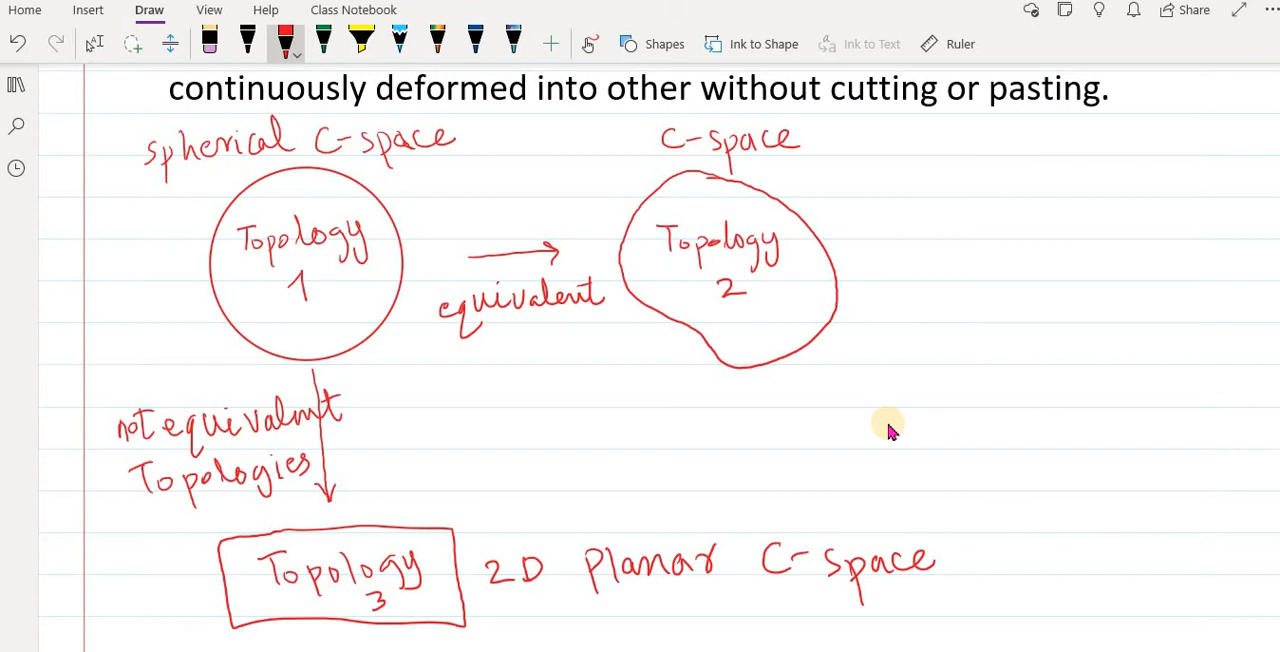 Home Insert Draw View Help Class Notebook Share
Shapes Ink to Shape Ink to Text Ruler
continuously deformed into other without cutting or pasting.
spherical C-space
C-space
Topology
1
equivalent
Topology
2
not equivalent
Topologies
Topology
3
2D Planar C-space